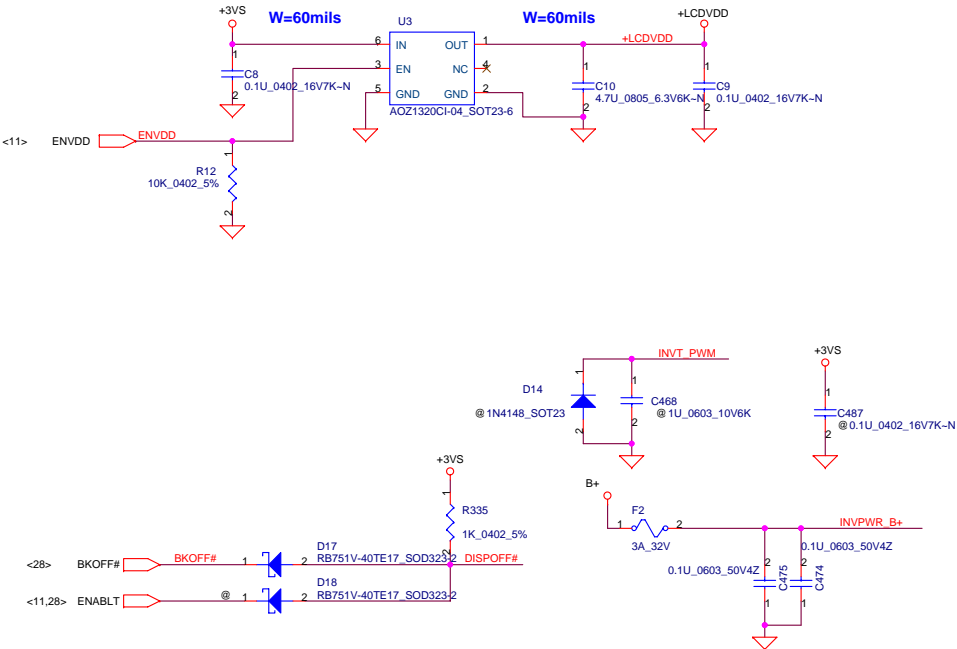 +3VS
W=60mils
W=60mils
+LCDVDD
U3
6 IN OUT 1
+LCDVDD
3 EN NC 4
5 GND GND 2
AOZ1320CI-04_SOT23-6
1
C8
0.1U_0402_16V7K~N
2
1
C10
4.7U_0805_6.3V6K~N
2
1
C9
0.1U_0402_16V7K~N
2
<11> ENVDD ENVDD
1
R12
10K_0402_5%
2
INVT_PWM
1
D14
@ 1N4148_SOT23
2
1
C468
@ 1U_0603_10V6K
2
+3VS
1
C487
@ 0.1U_0402_16V7K~N
2
+3VS
1
R335
1K_0402_5%
2
B+
F2
1 2
3A_32V
INVPWR_B+
D17
<28> BKOFF# BKOFF# 1 2 RB751V-40TE17_SOD323-2
DISPOFF#
D18
<11,28> ENABLT @ 1 2 RB751V-40TE17_SOD323-2
0.1U_0603_50V4Z
2
C475
1
0.1U_0603_50V4Z
2
C474
1